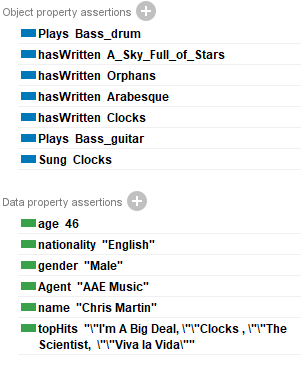 Object property assertions
Plays Bass_drum
hasWritten A_Sky_Full_of_Stars
hasWritten Orphans
hasWritten Arabesque
hasWritten Clocks
Plays Bass_guitar
Sung Clocks
Data property assertions
age 46
nationality "English"
gender "Male"
Agent "AAE Music"
name "Chris Martin"
topHits "\"I'm A Big Deal, \"\"Clocks , \"\"The
Scientist, \"\"Viva la Vida\""